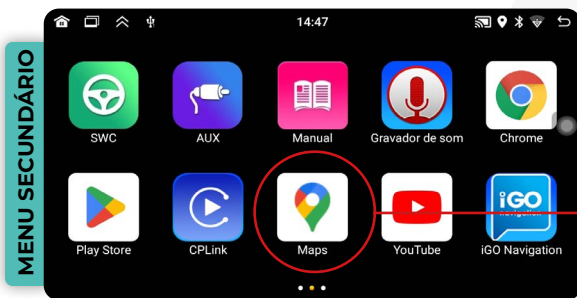 MENU SECUNDÁRIO
14:47
SWC
AUX
Manual
Gravador de som
Chrome
iGO
navigation
Play Store
CPLink
Maps
YouTube
iGO Navigation